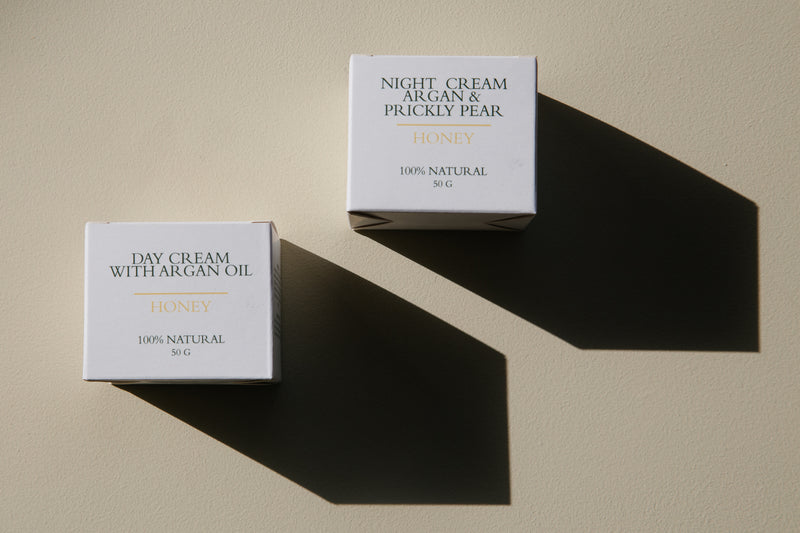 NIGHT CREAM
ARGAN &
PRICKLY PEAR
HONEY
100% NATURAL
50 G
DAY CREAM
WITH ARGAN OIL
HONEY
100% NATURAL
50 G